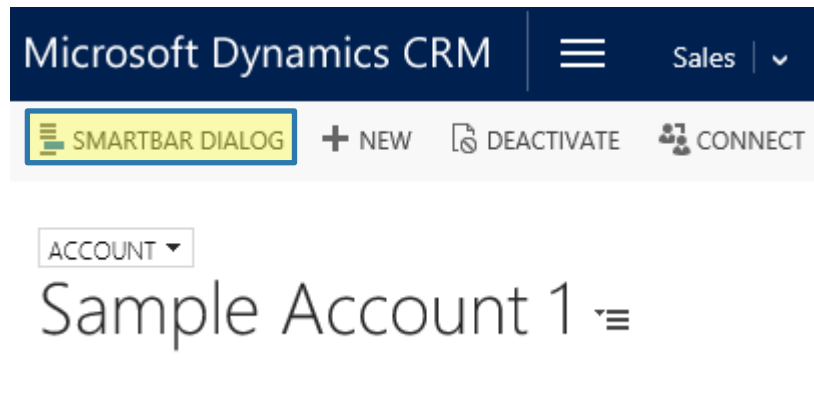 Microsoft Dynamics CRM Sales
SMARTBAR DIALOG NEW DEACTIVATE CONNECT
ACCOUNT
Sample Account 1